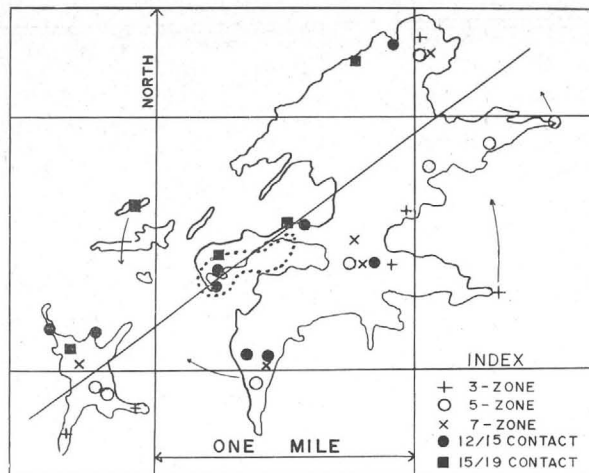 NORTH
INDEX
+ 3-ZONE
○ 5-ZONE
× 7-ZONE
● 12/15 CONTACT
■ 15/19 CONTACT
ONE MILE